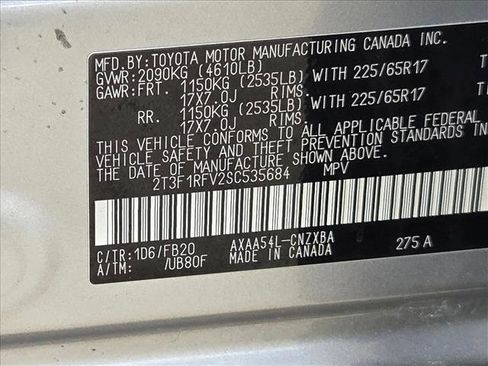 MFD.BY:TOYOTA MOTOR MANUFACTURING CANADA INC.
GVWR:2090KG (4610LB)
GAWR:FRT. 1150KG (2535LB) WITH 225/65R17
17X7.0J RIMS.
RR. 1150KG (2535LB) WITH 225/65R17
17X7.0J RIMS.
THIS VEHICLE CONFORMS TO ALL APPLICABLE FEDERAL
VEHICLE SAFETY AND THEFT PREVENTION STANDARDS IN
THE DATE OF MANUFACTURE SHOWN ABOVE.
2T3F1RFV2SC535684 MPV
C/TR:1D6/FB20 AXAA54L-CNZXBA 275 A
A/TM: /UB80F MADE IN CANADA